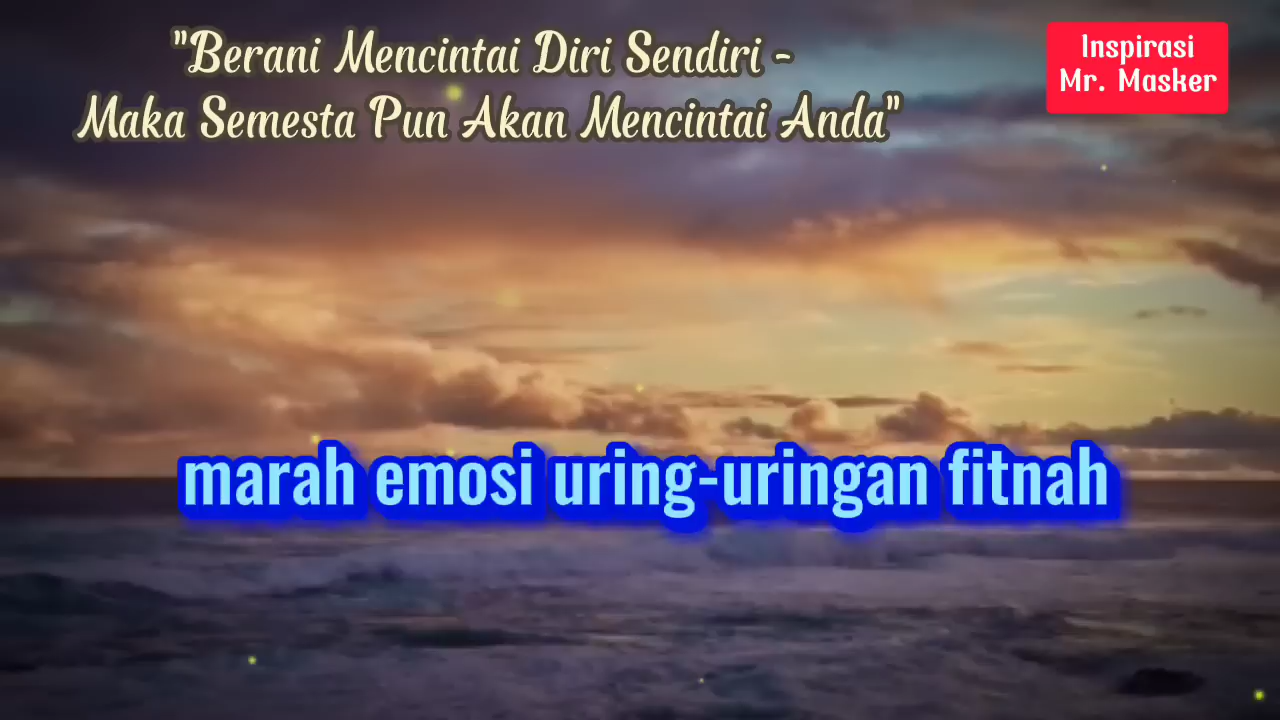 "Berani Mencintai Diri Sendiri -
Maka Semesta Pun Akan Mencintai Anda"
Inspirasi
Mr. Masker
marah emosi uring-uringan fitnah